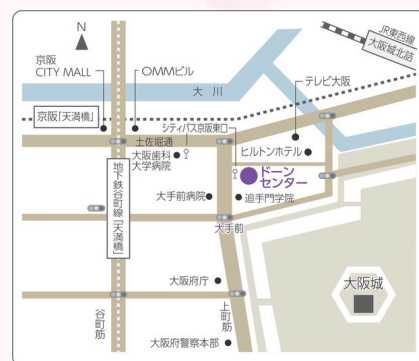 N
JR東西線
大阪城北詰
京阪
CITY MALL
OMMビル
大川
テレビ大阪
京阪「天満橋」
シティバス京阪東口
土佐堀通
大阪歯科
大学病院
ヒルトンホテル
ドーン
センター
地下鉄谷町線「天満橋」
大手前病院
追手門学院
大手前
大阪府庁
大阪城
谷町筋
上町筋
大阪府警察本部